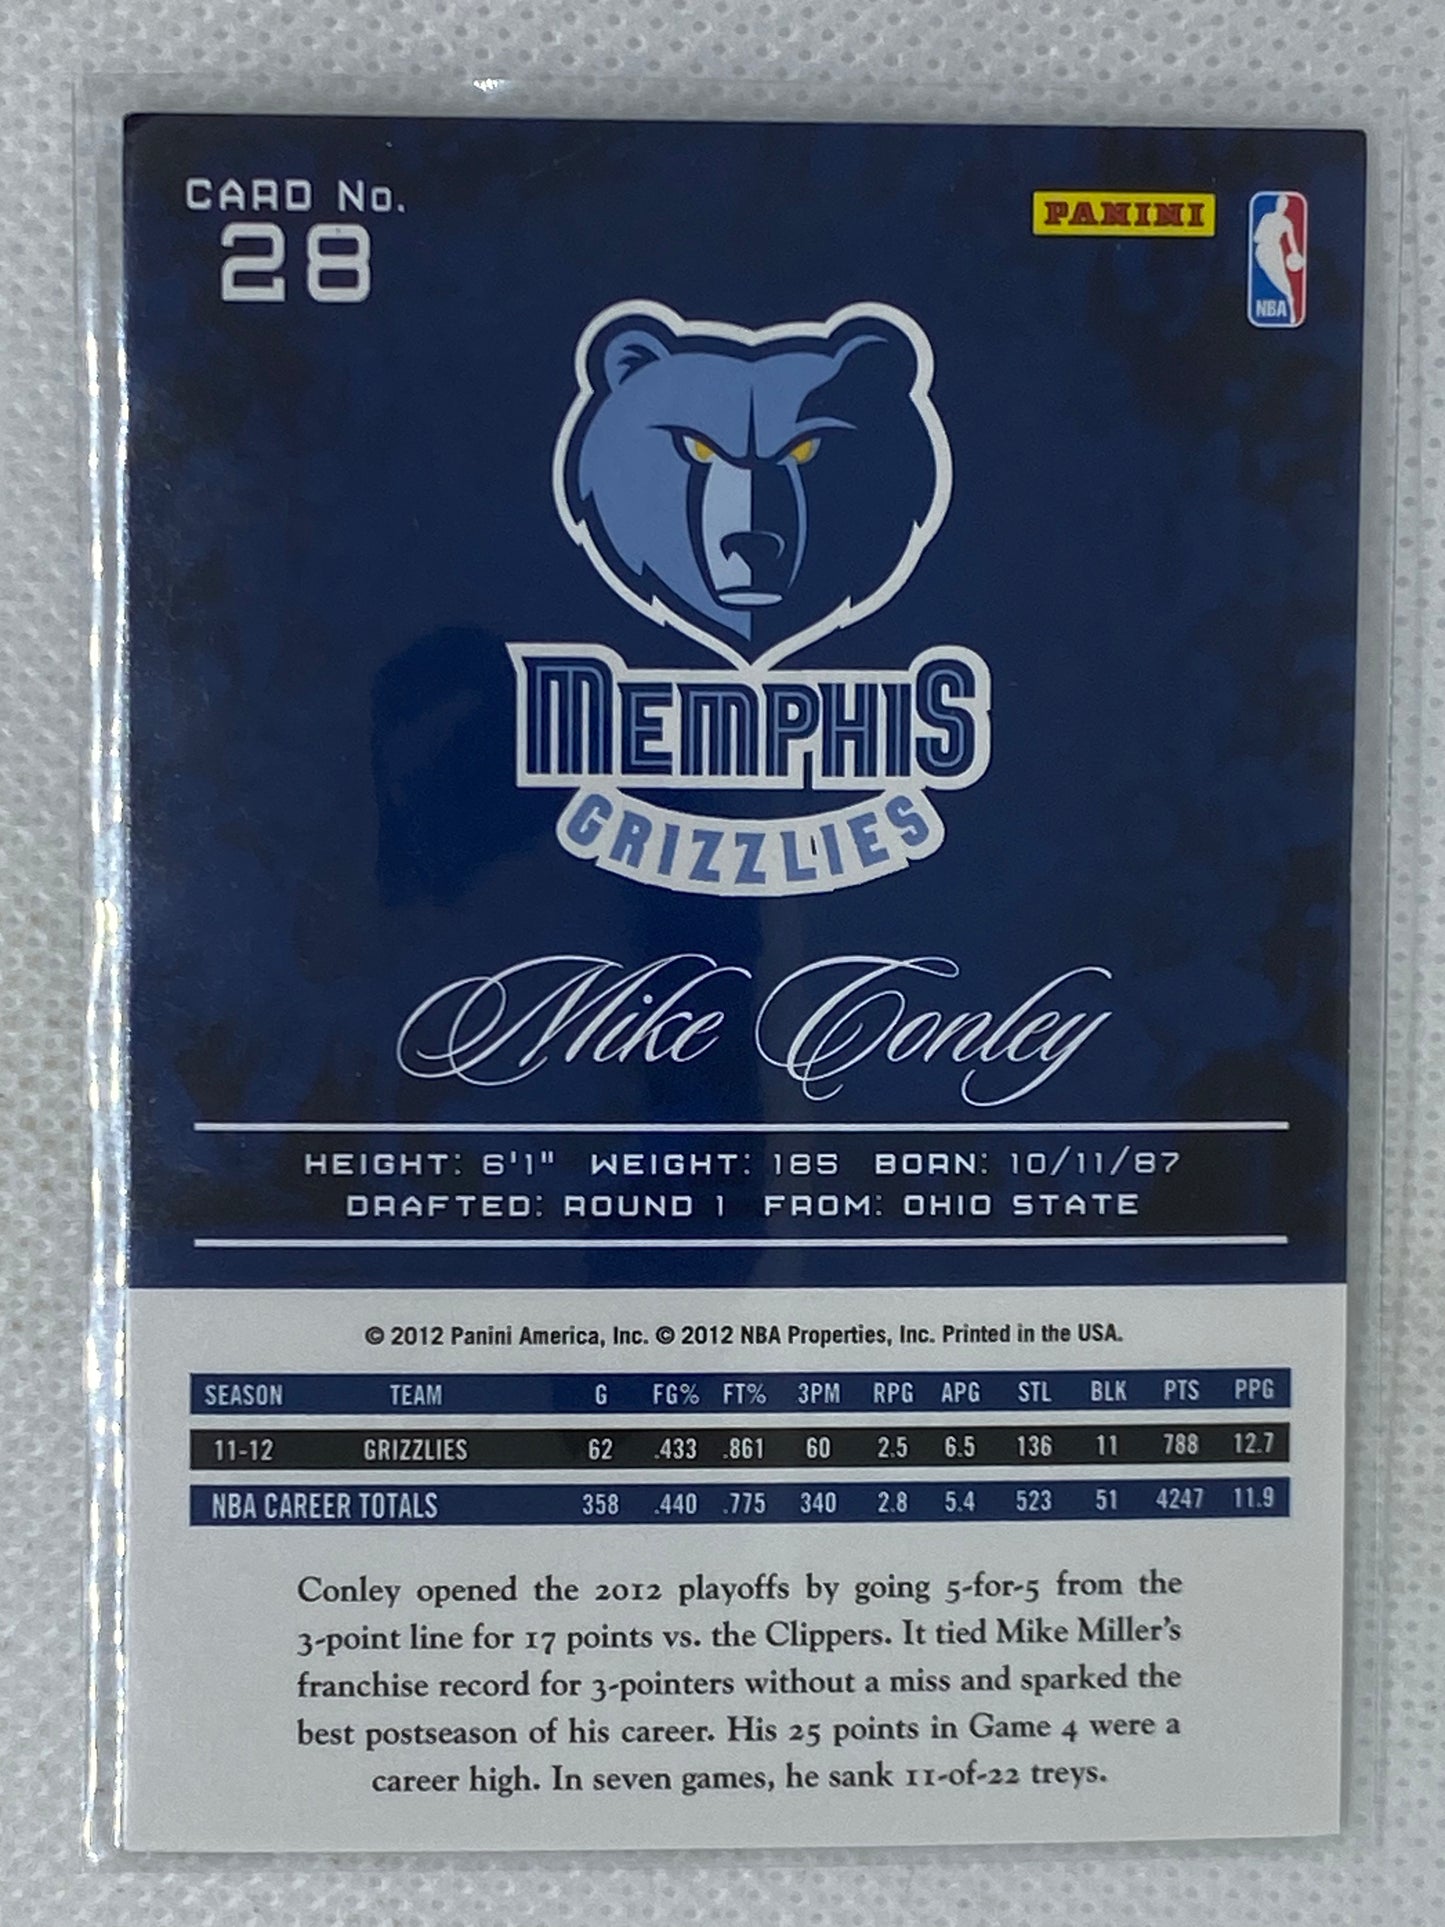 CARD No.
28
PANINI
NBA
MEMPHIS
GRIZZLIES
Mike Conley
HEIGHT: 6'1" WEIGHT: 185 BORN: 10/11/87
DRAFTED: ROUND 1 FROM: OHIO STATE
© 2012 Panini America, Inc. © 2012 NBA Properties, Inc. Printed in the USA.
SEASON TEAM G FG% FT% 3PM RPG APG STL BLK PTS PPG
11-12 GRIZZLIES 62 .433 .861 60 2.5 6.5 136 11 788 12.7
NBA CAREER TOTALS 358 .440 .775 340 2.8 5.4 523 51 4247 11.9
Conley opened the 2012 playoffs by going 5-for-5 from the
3-point line for 17 points vs. the Clippers. It tied Mike Miller's
franchise record for 3-pointers without a miss and sparked the
best postseason of his career. His 25 points in Game 4 were a
career high. In seven games, he sank 11-of-22 treys.